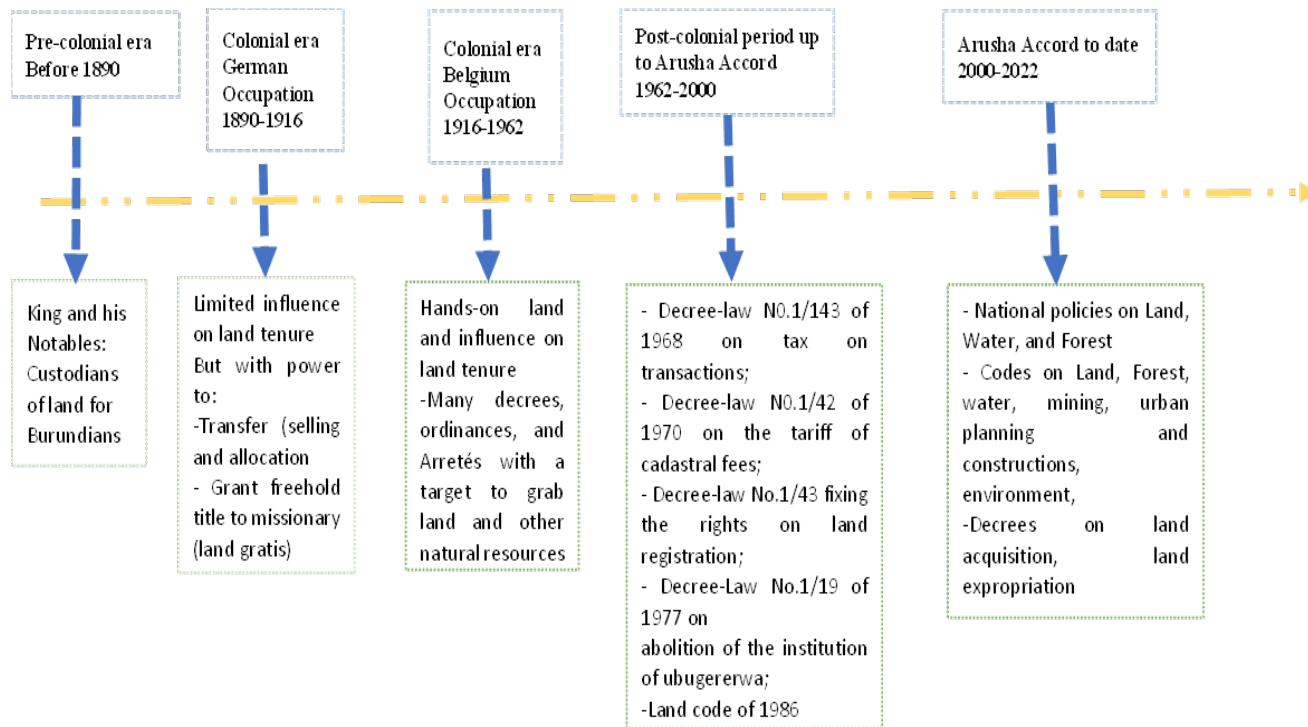 Pre-colonial era
Before 1890
Colonial era
German
Occupation
1890-1916
Colonial era
Belgium
Occupation
1916-1962
Post-colonial period up
to Arusha Accord
1962-2000
Arusha Accord to date
2000-2022
King and his
Notables:
Custodians
of land for
Burundians
Limited influence
on land tenure
But with power
to:
-Transfer (selling
and allocation
- Grant freehold
title to missionary
(land gratis)
Hands-on land
and influence on
land tenure
-Many decrees,
ordinances, and
Arretés with a
target to grab
land and other
natural resources
- Decree-law N0.1/143 of
1968 on tax on
transactions;
- Decree-law N0.1/42 of
1970 on the tariff of
cadastral fees;
- Decree-law No.1/43 fixing
the rights on land
registration;
- Decree-Law No.1/19 of
1977 on
abolition of the institution
of ubugererwa;
-Land code of 1986
- National policies on Land,
Water, and Forest
- Codes on Land, Forest,
water, mining, urban
planning and
constructions,
environment,
-Decrees on land
acquisition, land
expropriation